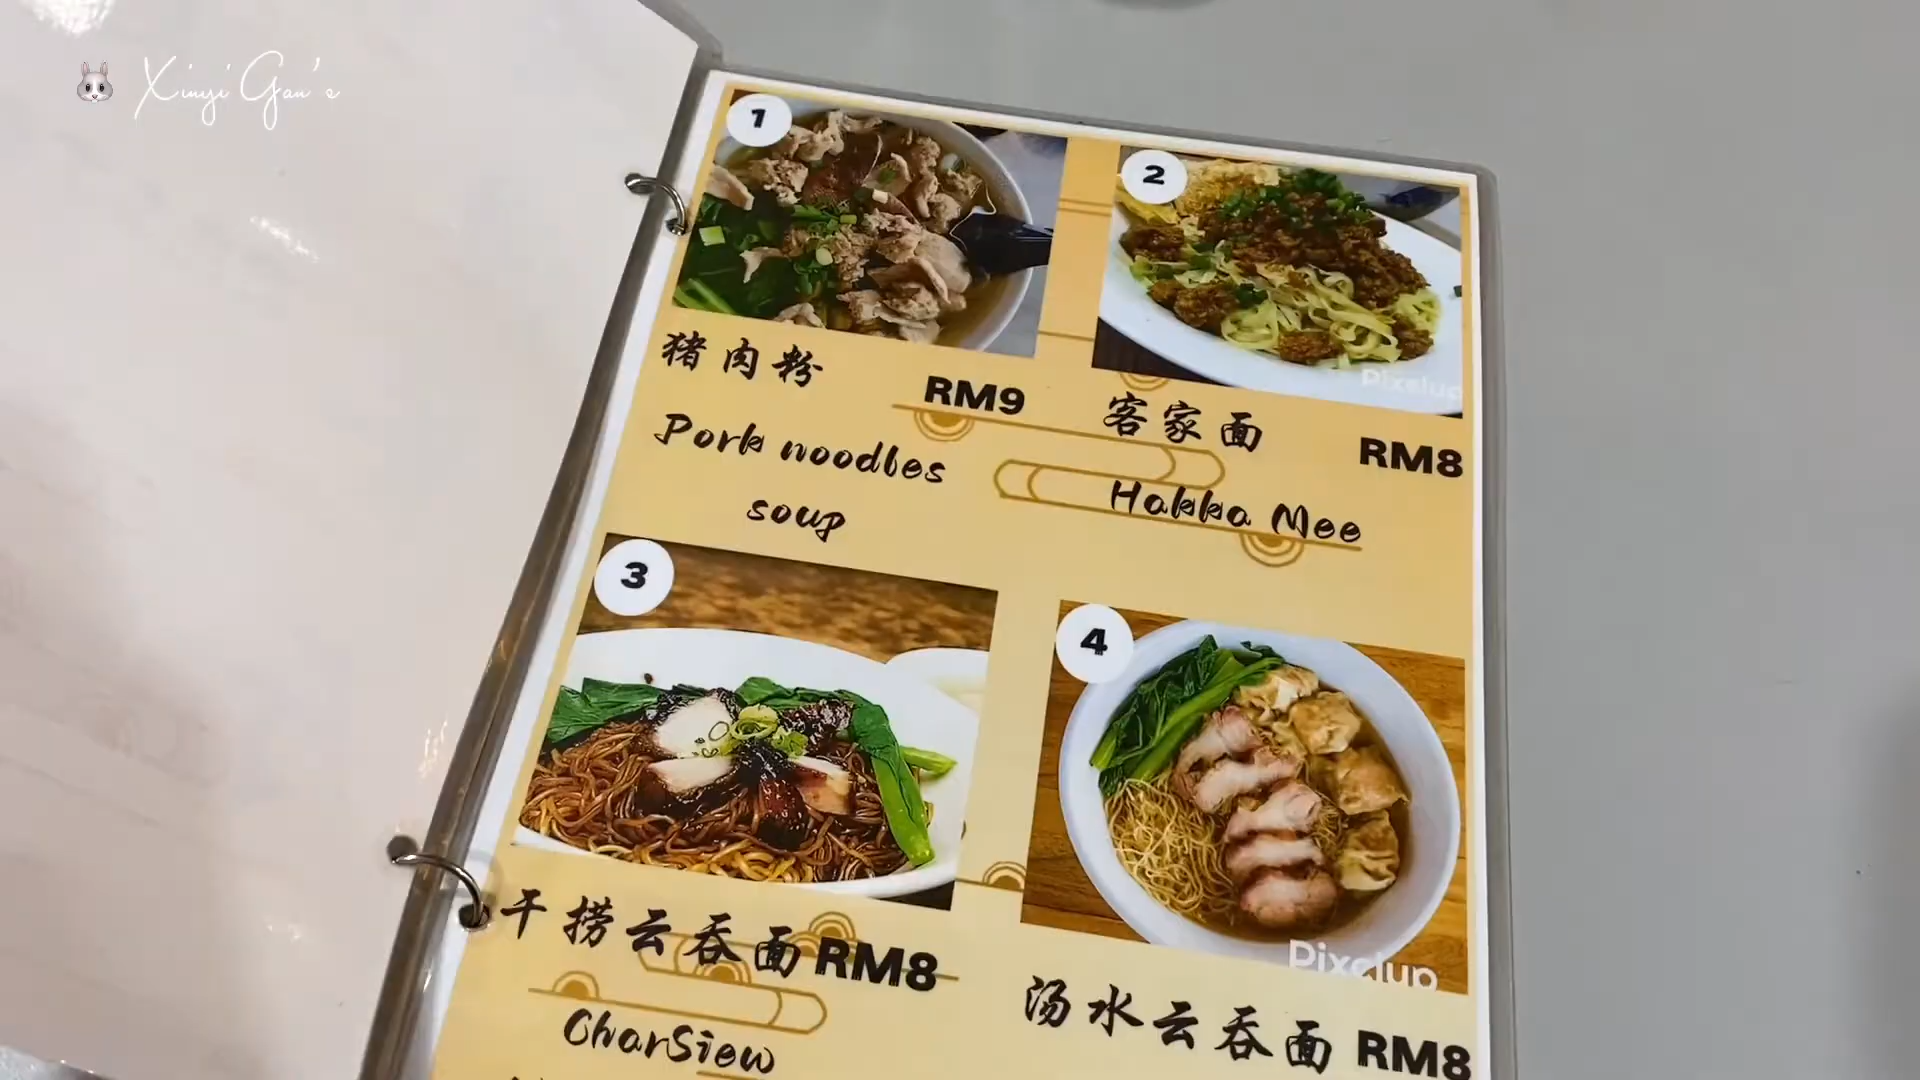 Xinyi Gan's
1
猪肉粉
RM9
Pork noodles
soup
2
Pixelup
客家面
RM8
Hakka Mee
3
干捞云吞面 RM8
CharSiew
4
Pixelup
汤水云吞面 RM8